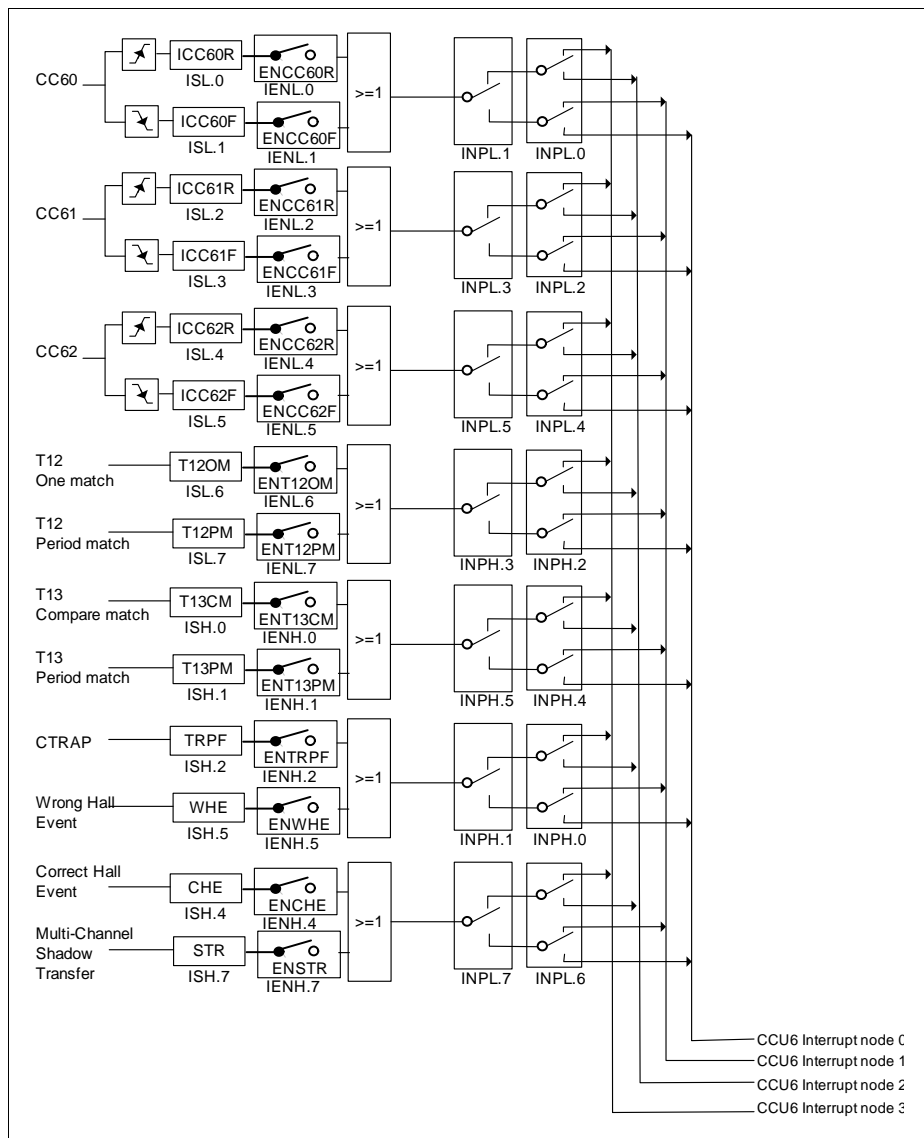 CC60
ICC60R
ISL.0
ENCC60R
IENL.0
ICC60F
ISL.1
ENCC60F
IENL.1
>=1
INPL.1
INPL.0
CC61
ICC61R
ISL.2
ENCC61R
IENL.2
ICC61F
ISL.3
ENCC61F
IENL.3
>=1
INPL.3
INPL.2
CC62
ICC62R
ISL.4
ENCC62R
IENL.4
ICC62F
ISL.5
ENCC62F
IENL.5
>=1
INPL.5
INPL.4
T12
One match
T12OM
ISL.6
ENT12OM
IENL.6
T12
Period match
T12PM
ISL.7
ENT12PM
IENL.7
>=1
INPH.3
INPH.2
T13
Compare match
T13CM
ISH.0
ENT13CM
IENH.0
T13
Period match
T13PM
ISH.1
ENT13PM
IENH.1
>=1
INPH.5
INPH.4
CTRAP
TRPF
ISH.2
ENTRPF
IENH.2
Wrong Hall
Event
WHE
ISH.5
ENWHE
IENH.5
>=1
INPH.1
INPH.0
Correct Hall
Event
CHE
ISH.4
ENCHE
IENH.4
Multi-Channel
Shadow
Transfer
STR
ISH.7
ENSTR
IENH.7
>=1
INPL.7
INPL.6
CCU6 Interrupt node 0
CCU6 Interrupt node 1
CCU6 Interrupt node 2
CCU6 Interrupt node 3